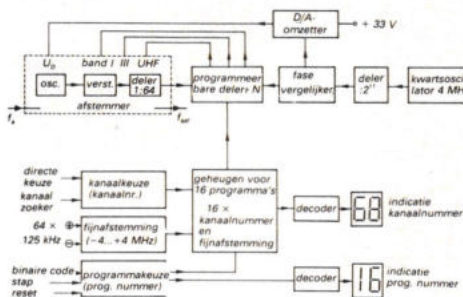 D/A-
omzetter
+ 33 V
U_D band I III UHF
osc.
verst.
deler
1:64
afstemmer
programmeer
bare deler÷ N
fase
vergelijker
deler
:2¹¹
kwartsoscil
lator 4 MHz
directe
keuze
kanaal
zoeker
kanaalkeuze
(kanaalnr.)
64 x
125 kHz
fijnafstemming
(−4...+4 MHz)
geheugen voor
16 programma's
16 x
kanaalnummer
en
fijnafstemming
decoder
68
indicatie
kanaalnummer
binaire code
stap
reset
programmakeuze
(prog. nummer)
decoder
16
indicatie
prog. nummer